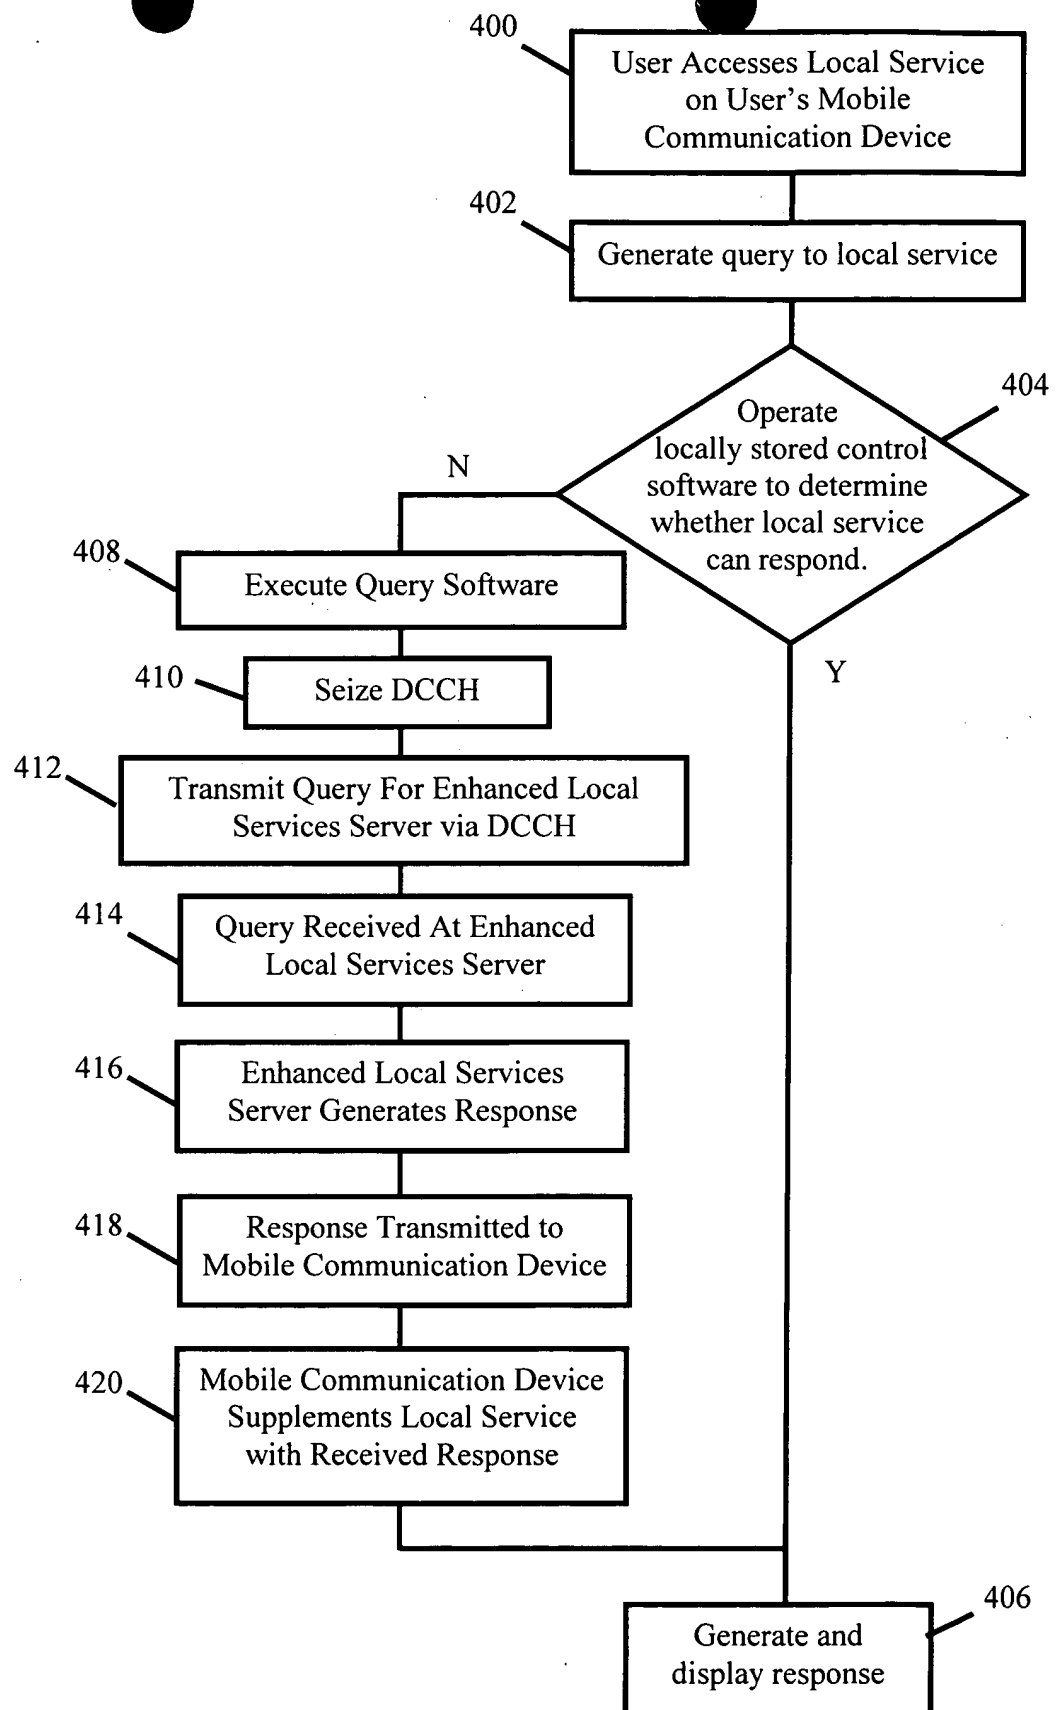 400
User Accesses Local Service
on User's Mobile
Communication Device
402
Generate query to local service
404
Operate
locally stored control
software to determine
whether local service
can respond.
N
Y
408
Execute Query Software
410
Seize DCCH
412
Transmit Query For Enhanced Local
Services Server via DCCH
414
Query Received At Enhanced
Local Services Server
416
Enhanced Local Services
Server Generates Response
418
Response Transmitted to
Mobile Communication Device
420
Mobile Communication Device
Supplements Local Service
with Received Response
406
Generate and
display response